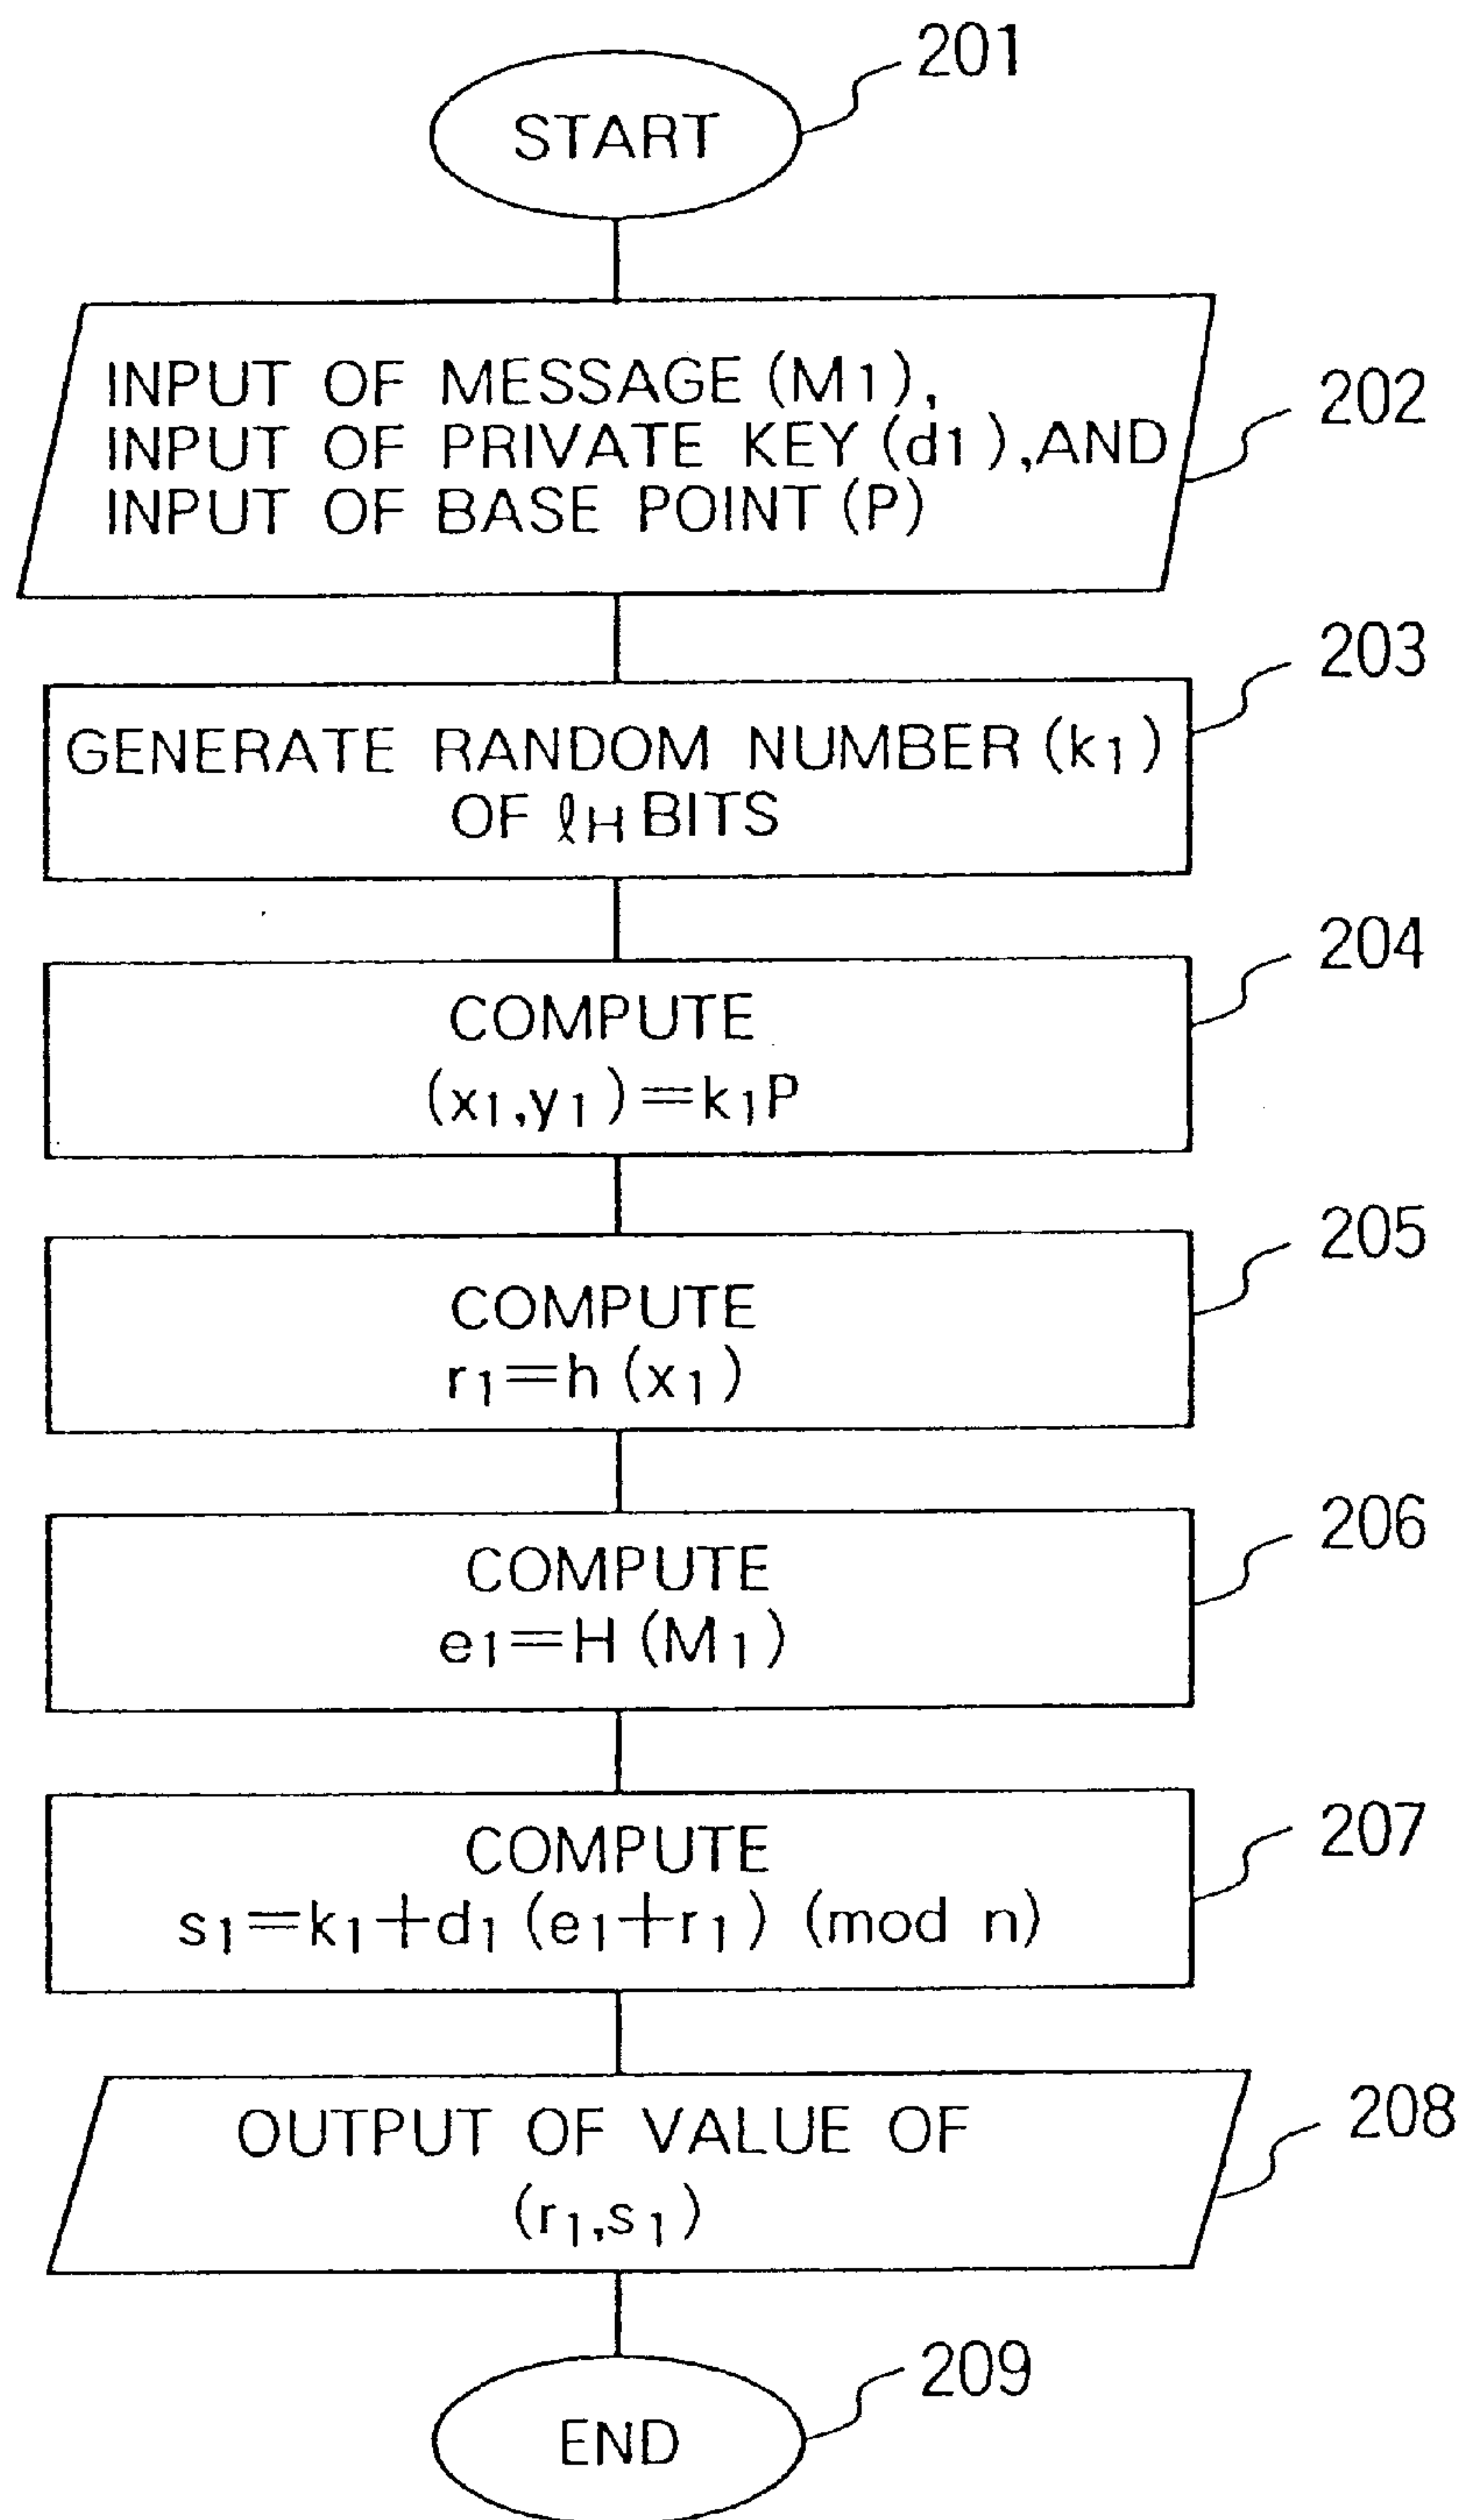 201
START
INPUT OF MESSAGE (M1),
INPUT OF PRIVATE KEY (d1), AND
INPUT OF BASE POINT (P)
202
203
GENERATE RANDOM NUMBER (k1)
OF ℓH BITS
204
COMPUTE
(x1,y1)=k1P
205
COMPUTE
r1=h(x1)
206
COMPUTE
e1=H(M1)
207
COMPUTE
s1=k1+d1(e1+r1) (mod n)
208
OUTPUT OF VALUE OF
(r1,s1)
209
END